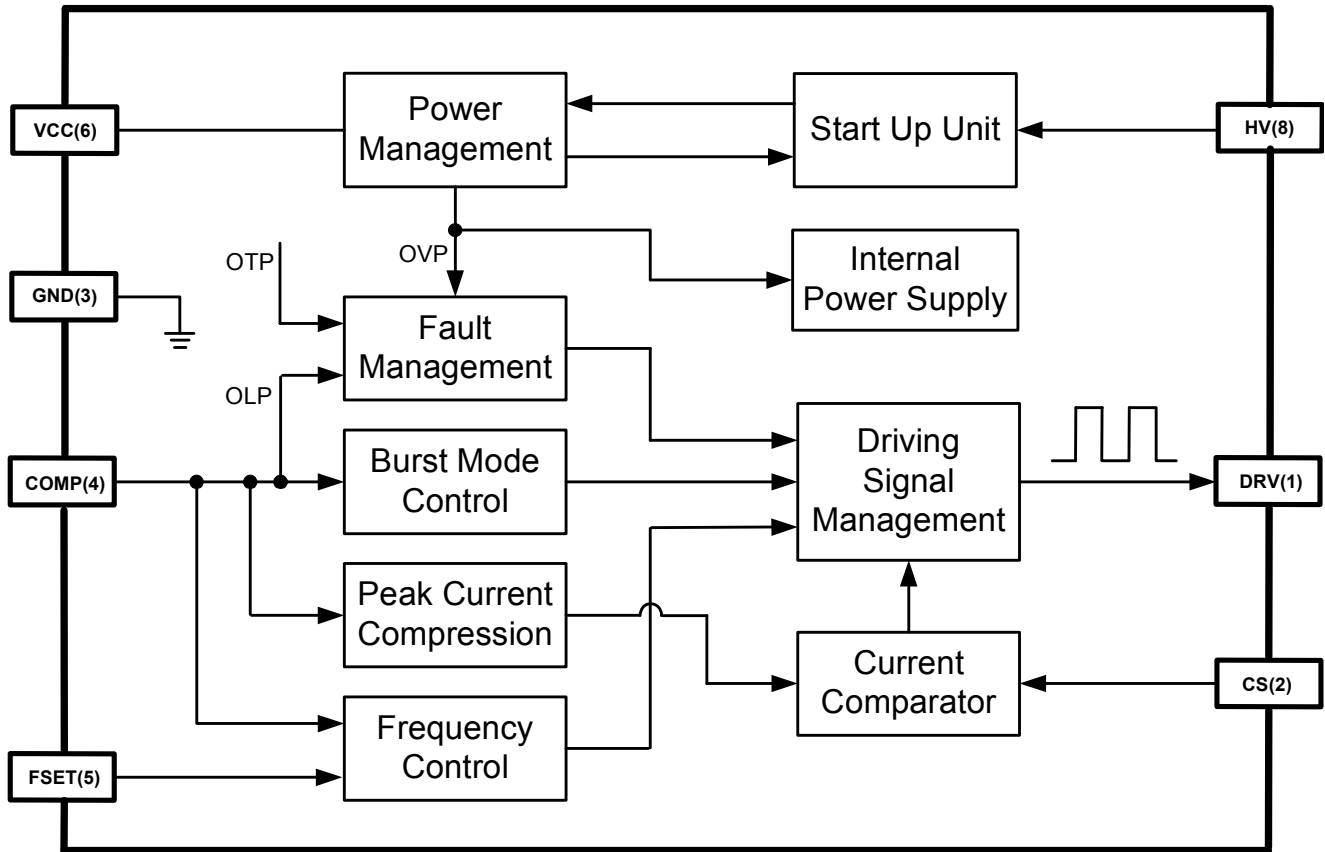 VCC(6)
Power
Management
Start Up Unit
HV(8)
OTP
OVP
Internal
Power Supply
GND(3)
Fault
Management
OLP
COMP(4)
Burst Mode
Control
Driving
Signal
Management
DRV(1)
Peak Current
Compression
Current
Comparator
CS(2)
Frequency
Control
FSET(5)